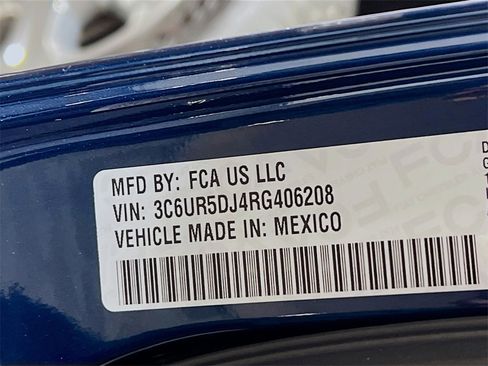 MFD BY: FCA US LLC
VIN: 3C6UR5DJ4RG406208
VEHICLE MADE IN: MEXICO